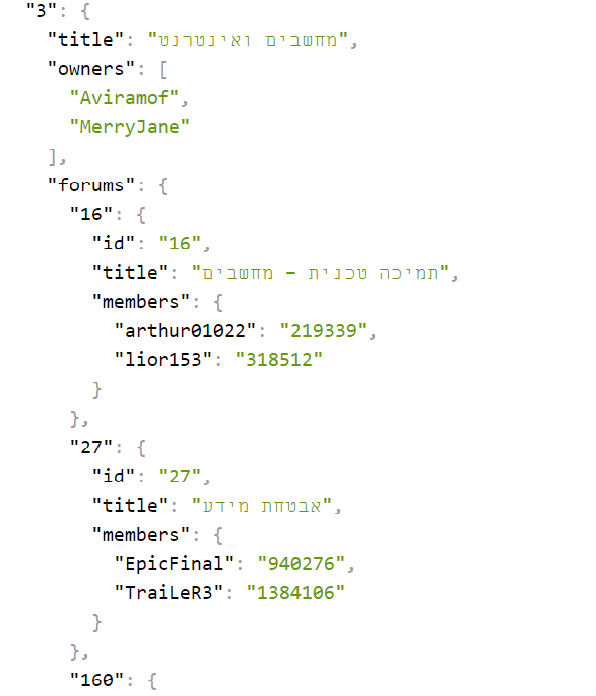 "3": {
"title": "מחשבים ואינטרנט",
"owners": [
"Aviramof",
"MerryJane"
],
"forums": {
"16": {
"id": "16",
"title": "תמיכה טכנית - מחשבים",
"members": {
"arthur01022": "219339",
"lior153": "318512"
}
},
"27": {
"id": "27",
"title": "אבטחת מידע",
"members": {
"EpicFinal": "940276",
"TraiLeR3": "1384106"
}
},
"160": {